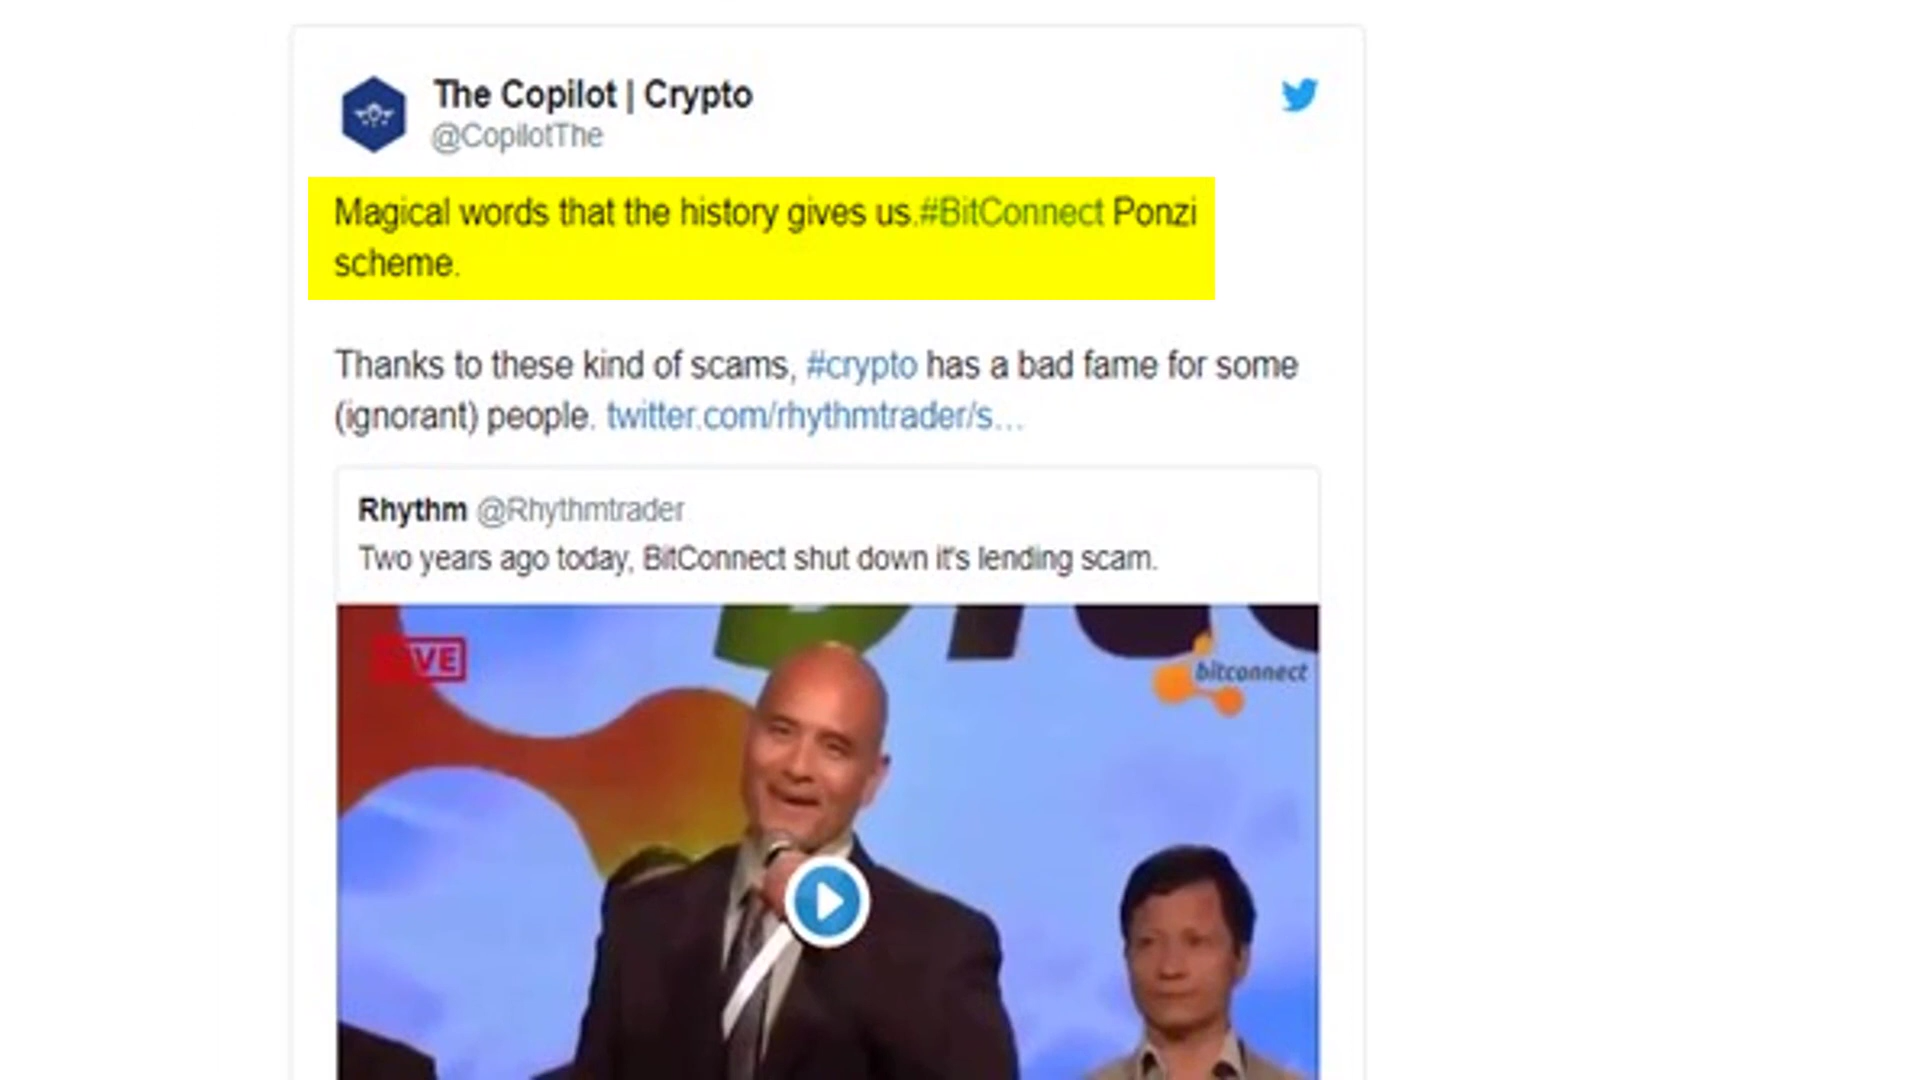 The Copilot | Crypto
@CopilotThe
Magical words that the history gives us.#BitConnect Ponzi
scheme.
Thanks to these kind of scams, #crypto has a bad fame for some
(ignorant) people. twitter.com/rhythmtrader/s...
Rhythm @Rhythmtrader
Two years ago today, BitConnect shut down it's lending scam.
VE
bitconnect